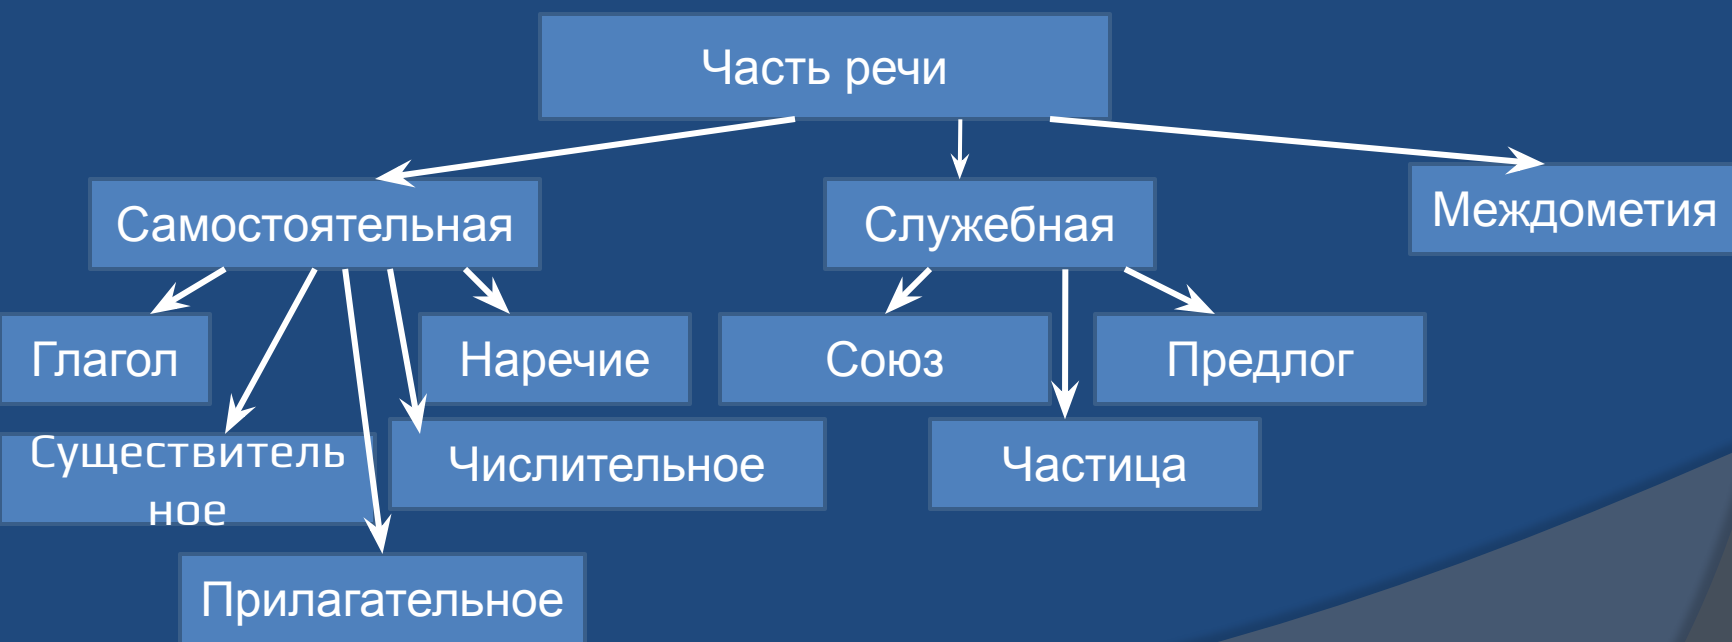 Часть речи
Самостоятельная
Служебная
Междометия
Глагол
Наречие
Союз
Предлог
Существитель
ное
Числительное
Частица
Прилагательное